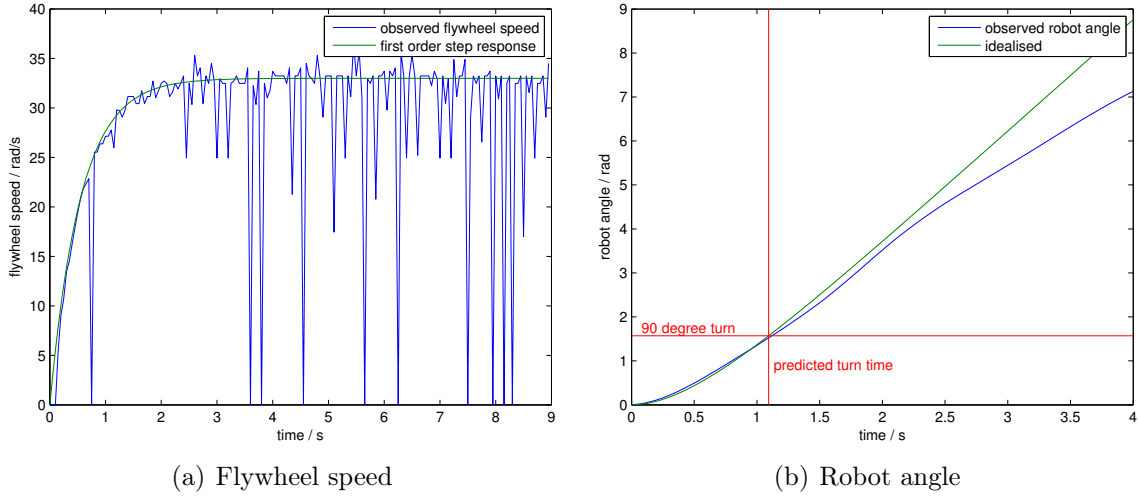 40
35
30
25
20
15
10
5
0
flywheel speed / rad/s
observed flywheel speed
first order step response
0 1 2 3 4 5 6 7 8 9
time / s
(a) Flywheel speed
9
8
7
6
5
4
3
2
1
0
robot angle / rad
observed robot angle
idealised
90 degree turn
predicted turn time
0 0.5 1 1.5 2 2.5 3 3.5 4
time / s
(b) Robot angle